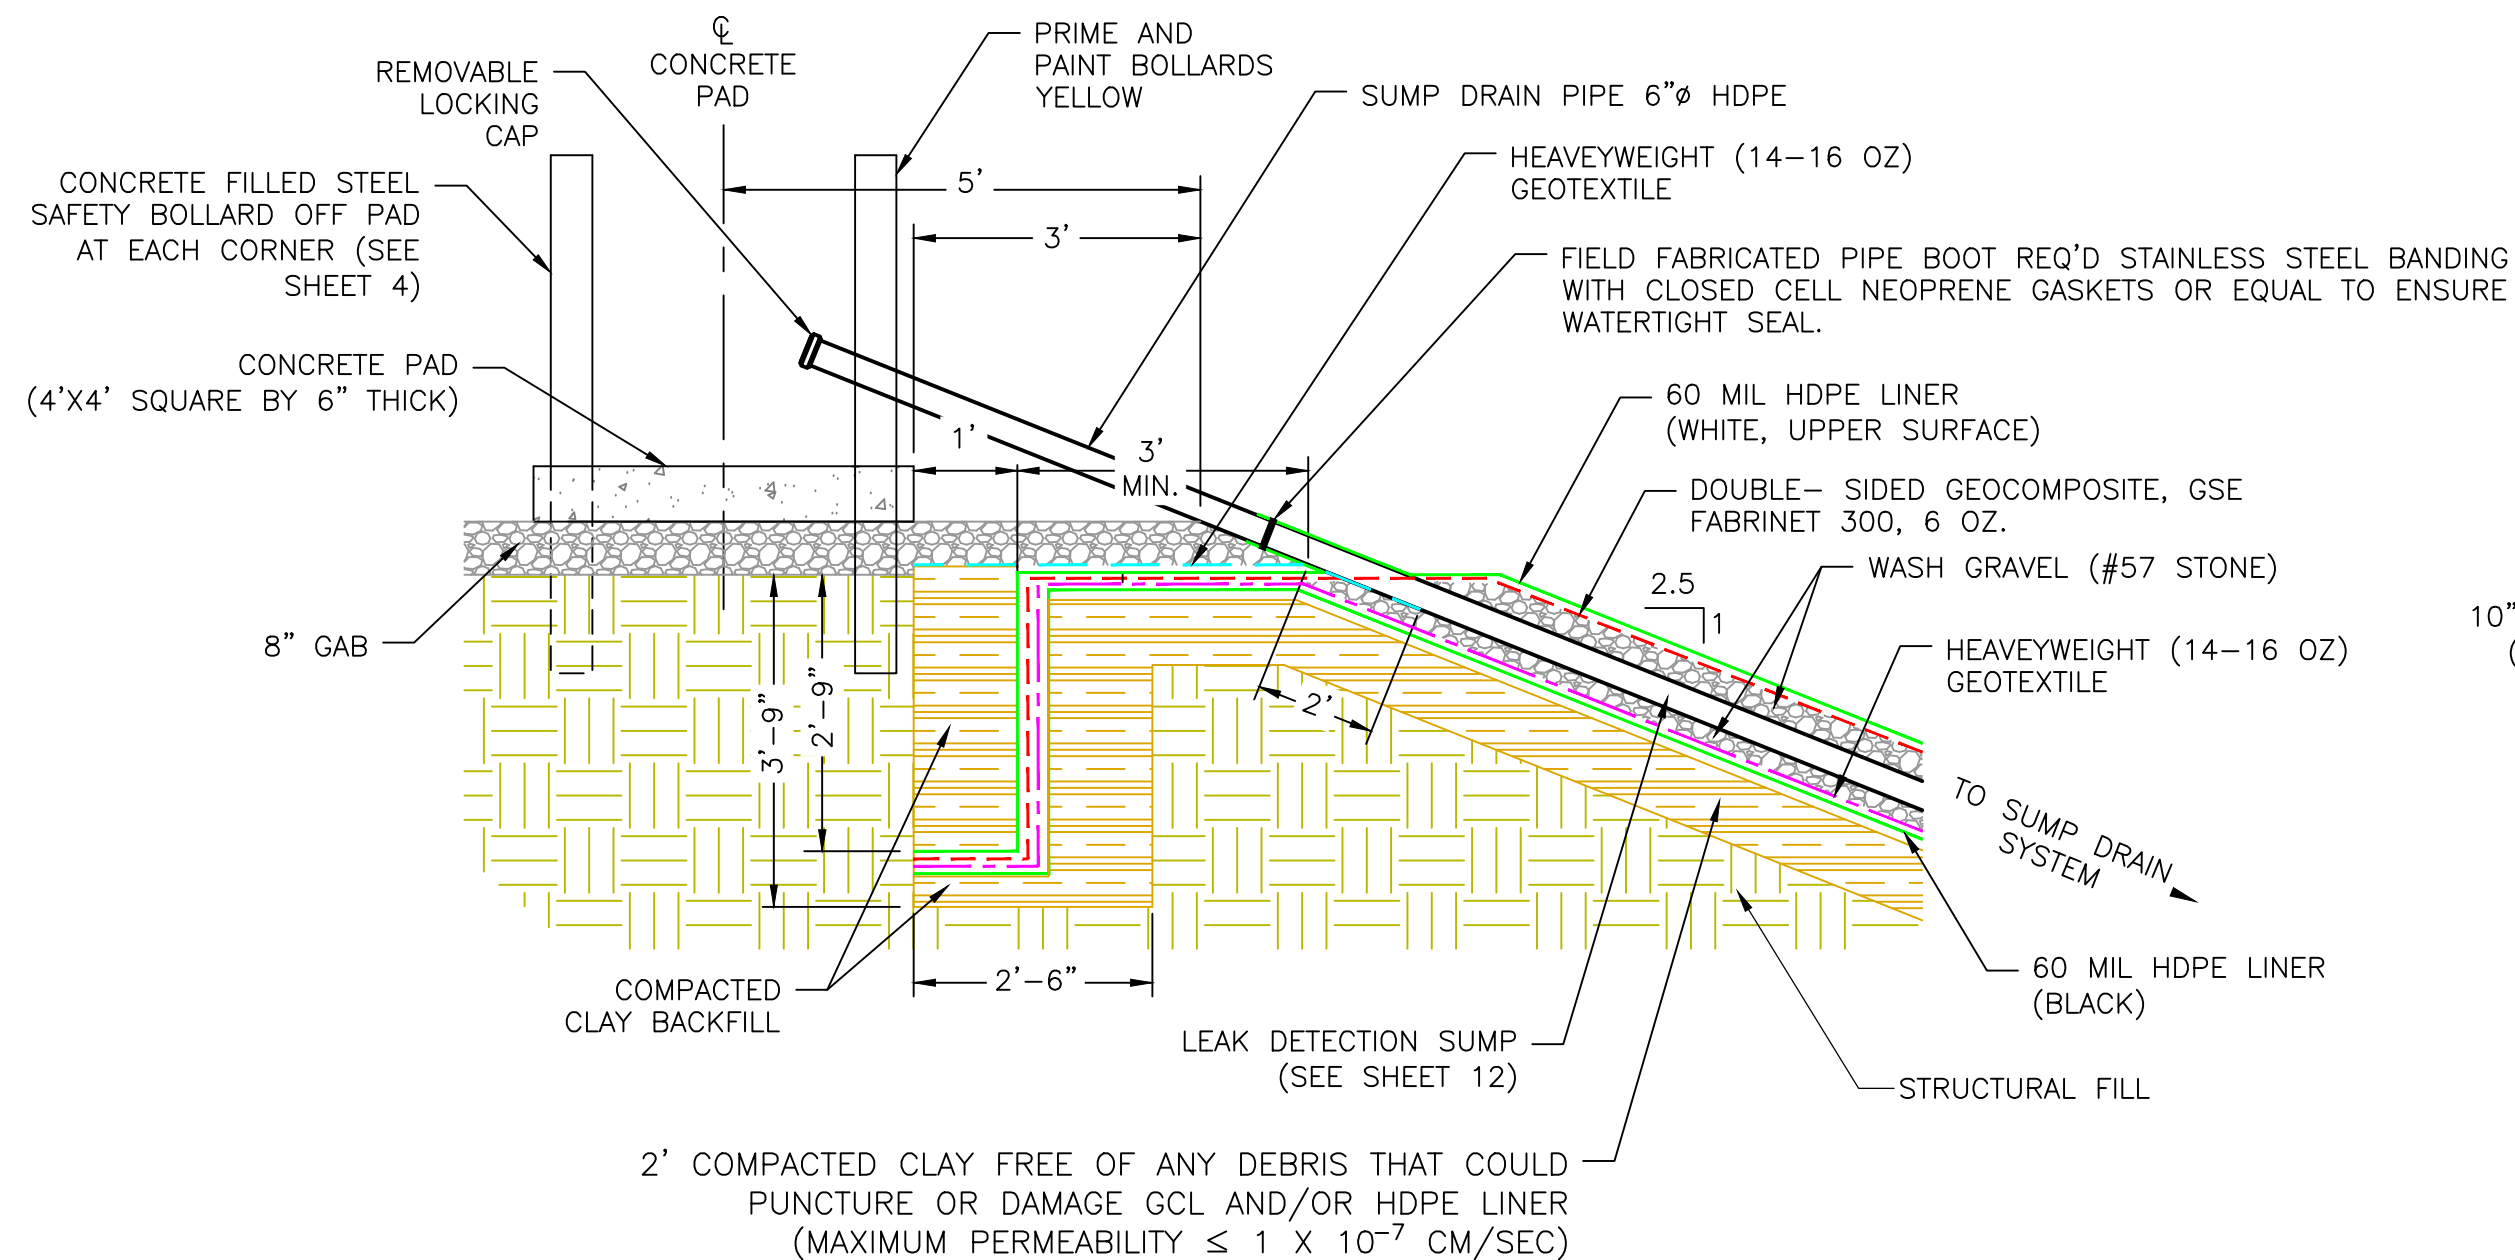 ℄
CONCRETE
PAD
REMOVABLE
LOCKING
CAP
PRIME AND
PAINT BOLLARDS
YELLOW
SUMP DRAIN PIPE 6"ø HDPE
HEAVEYWEIGHT (14-16 OZ)
GEOTEXTILE
CONCRETE FILLED STEEL
SAFETY BOLLARD OFF PAD
AT EACH CORNER (SEE
SHEET 4)
5'
3'
FIELD FABRICATED PIPE BOOT REQ'D STAINLESS STEEL BANDING
WITH CLOSED CELL NEOPRENE GASKETS OR EQUAL TO ENSURE
WATERTIGHT SEAL.
CONCRETE PAD
(4'X4' SQUARE BY 6" THICK)
1'
3'
MIN.
60 MIL HDPE LINER
(WHITE, UPPER SURFACE)
DOUBLE- SIDED GEOCOMPOSITE, GSE
FABRINET 300, 6 OZ.
WASH GRAVEL (#57 STONE)
2.5
1
10"
(
8" GAB
HEAVEYWEIGHT (14-16 OZ)
GEOTEXTILE
3'-9"
2'-9"
2'
TO SUMP DRAIN
SYSTEM
2'-6"
COMPACTED
CLAY BACKFILL
60 MIL HDPE LINER
(BLACK)
LEAK DETECTION SUMP
(SEE SHEET 12)
STRUCTURAL FILL
2' COMPACTED CLAY FREE OF ANY DEBRIS THAT COULD
PUNCTURE OR DAMAGE GCL AND/OR HDPE LINER
(MAXIMUM PERMEABILITY ≤ 1 X 10⁻⁷ CM/SEC)